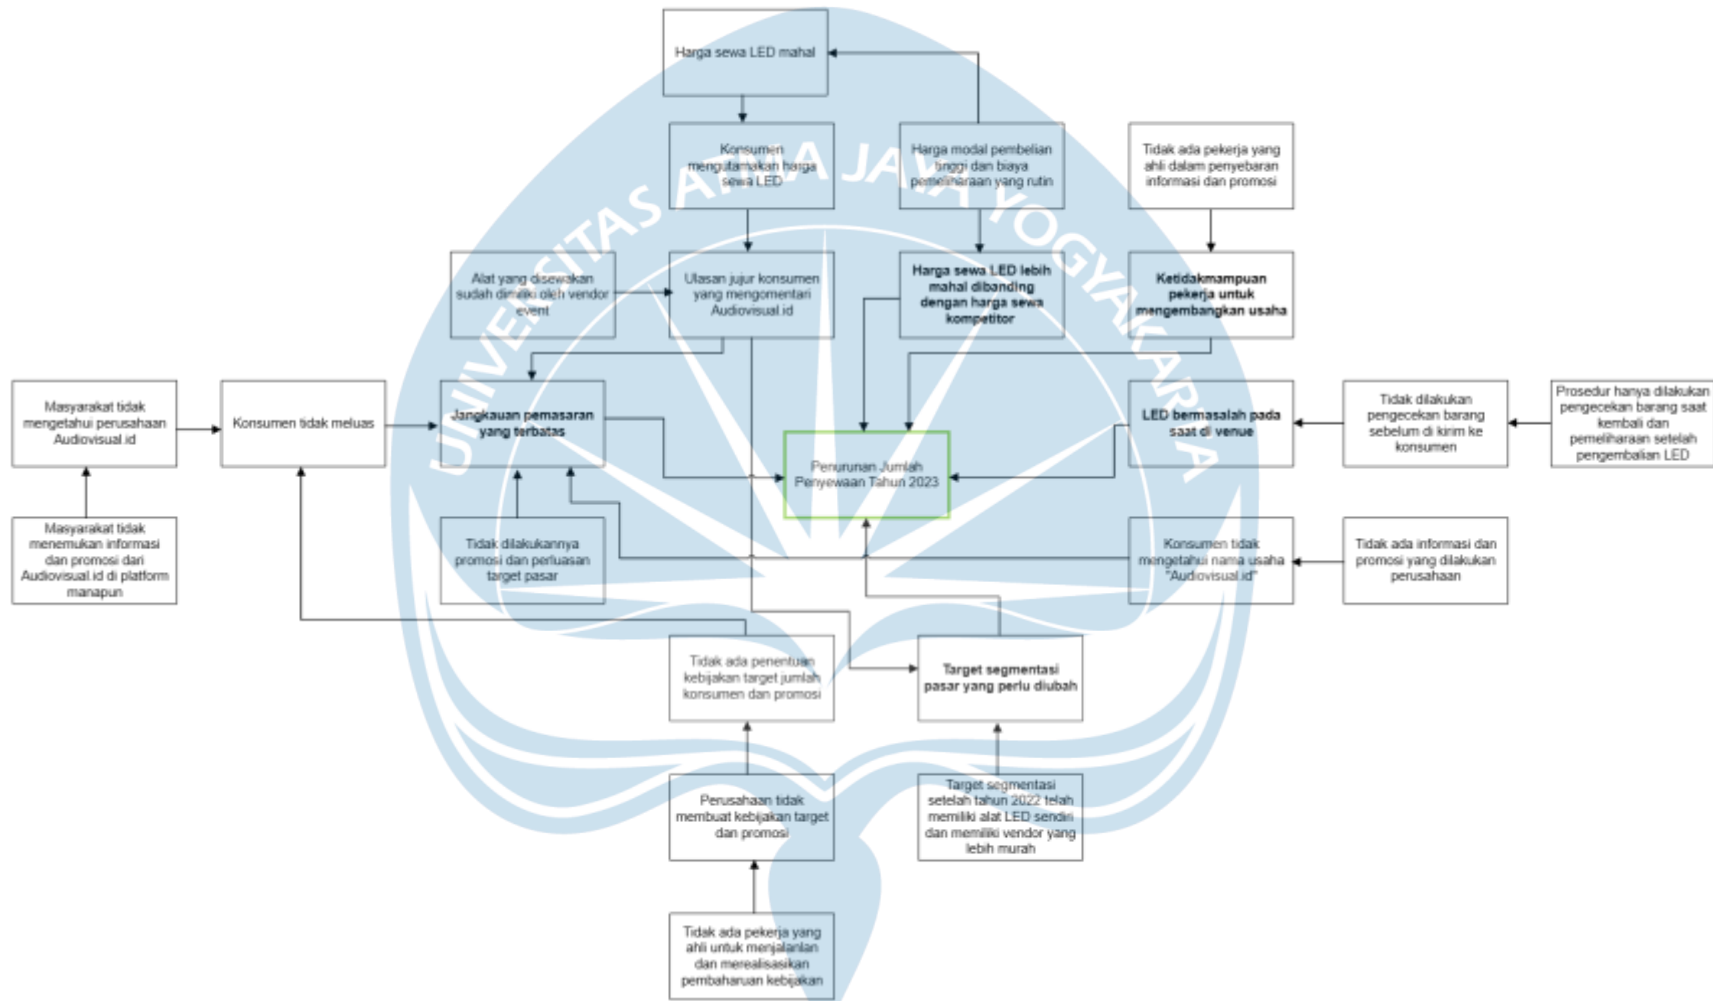 Harga sewa LED mahal
Konsumen
mengutamakan harga
sewa LED
Harga modal pembelian
tinggi dan biaya
pemeliharaan yang rutin
Tidak ada pekerja yang
ahli dalam penyebaran
informasi dan promosi
UNIVERSITAS ATMA JAYA YOGYAKARTA
Alat yang disewakan
sudah dimiliki oleh vendor
event
Ulasan jujur konsumen
yang mengomentari
Audiovisual.id
Harga sewa LED lebih
mahal dibanding
dengan harga sewa
kompetitor
Ketidakmampuan
pekerja untuk
mengembangkan usaha
Masyarakat tidak
mengetahui perusahaan
Audiovisual.id
Konsumen tidak meluas
Jangkauan pemasaran
yang terbatas
Penurunan Jumlah
Penyewaan Tahun 2023
LED bermasalah pada
saat di venue
Tidak dilakukan
pengecekan barang
sebelum di kirim ke
konsumen
Prosedur hanya dilakukan
pengecekan barang saat
kembali dan
pemeliharaan setelah
pengembalian LED
Masyarakat tidak
menemukan informasi
dan promosi dari
Audiovisual.id di platform
manapun
Tidak dilakukannya
promosi dan perluasan
target pasar
Konsumen tidak
mengetahui nama usaha
"Audiovisual.id"
Tidak ada informasi dan
promosi yang dilakukan
perusahaan
Tidak ada penentuan
kebijakan target jumlah
konsumen dan promosi
Target segmentasi
pasar yang perlu diubah
Perusahaan tidak
membuat kebijakan target
dan promosi
Target segmentasi
setelah tahun 2022 telah
memiliki alat LED sendiri
dan memiliki vendor yang
lebih murah
Tidak ada pekerja yang
ahli untuk menjalanlan
dan merealisasikan
pembaharuan kebijakan